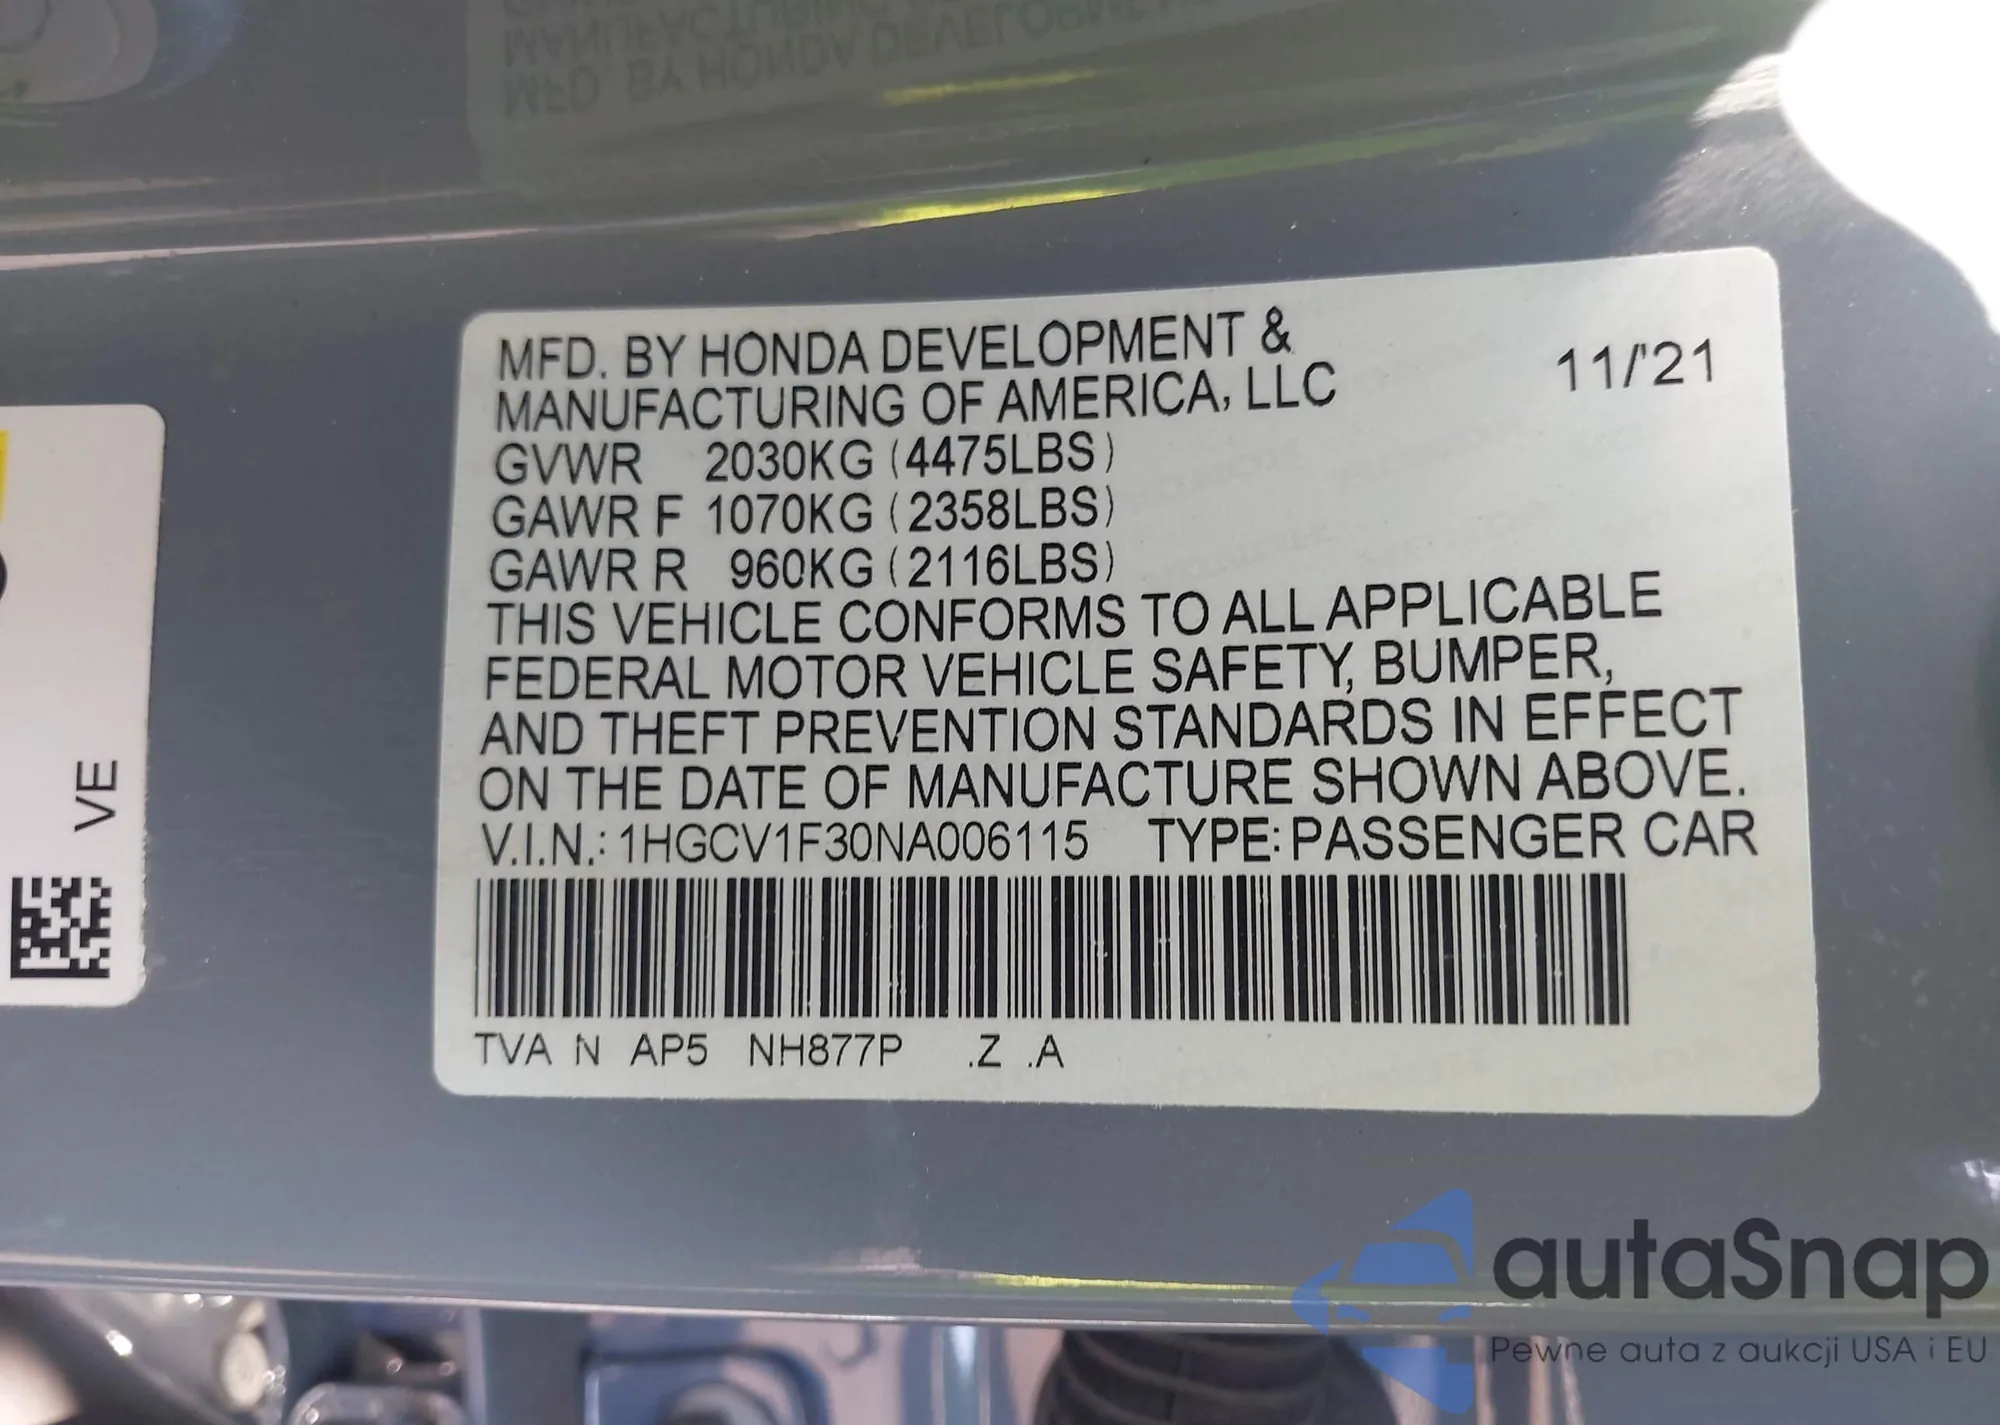 MFD. BY HONDA DEVELOPMENT &
MANUFACTURING OF AMERICA, LLC
11/'21
GVWR 2030KG (4475LBS)
GAWR F 1070KG (2358LBS)
GAWR R 960KG (2116LBS)
THIS VEHICLE CONFORMS TO ALL APPLICABLE
FEDERAL MOTOR VEHICLE SAFETY, BUMPER,
AND THEFT PREVENTION STANDARDS IN EFFECT
ON THE DATE OF MANUFACTURE SHOWN ABOVE.
V.I.N.: 1HGCV1F30NA006115 TYPE: PASSENGER CAR
TVA N AP5 NH877P .Z .A
VE
autaSnap
Pewne auta z aukcji USA i EU